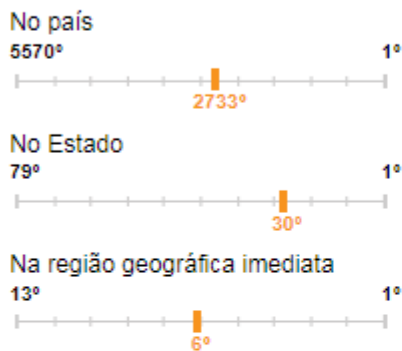 No país
5570º 1º
2733º
No Estado
79º 1º
30º
Na região geográfica imediata
13º 1º
6º